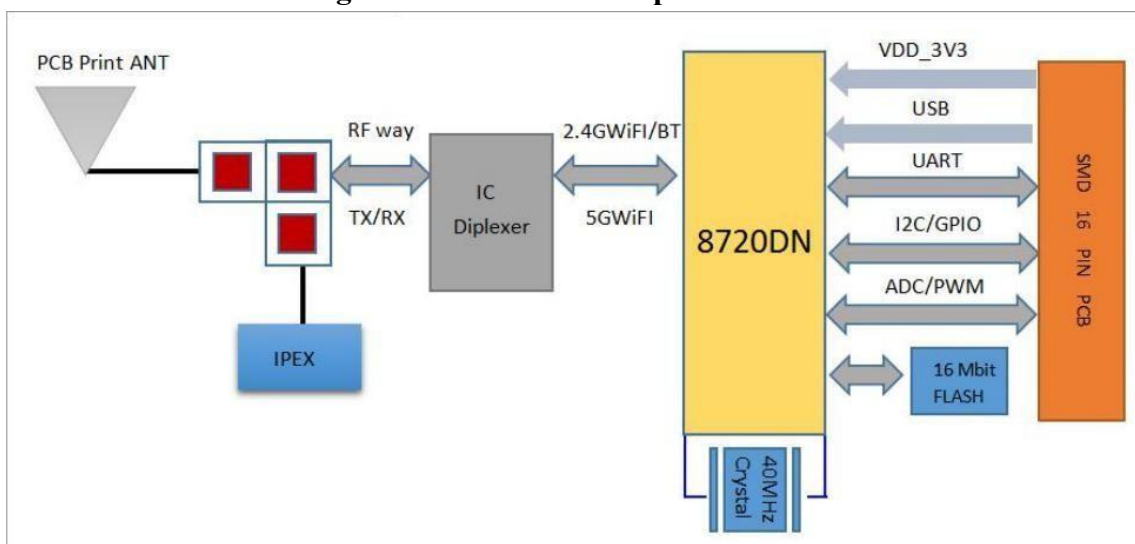 PCB Print ANT
RF way
TX/RX
IPEX
IC
Diplexer
2.4GWiFI/BT
5GWiFI
8720DN
40MHz
Crystal
VDD_3V3
USB
UART
I2C/GPIO
ADC/PWM
16 Mbit
FLASH
SMD 16 PIN PCB